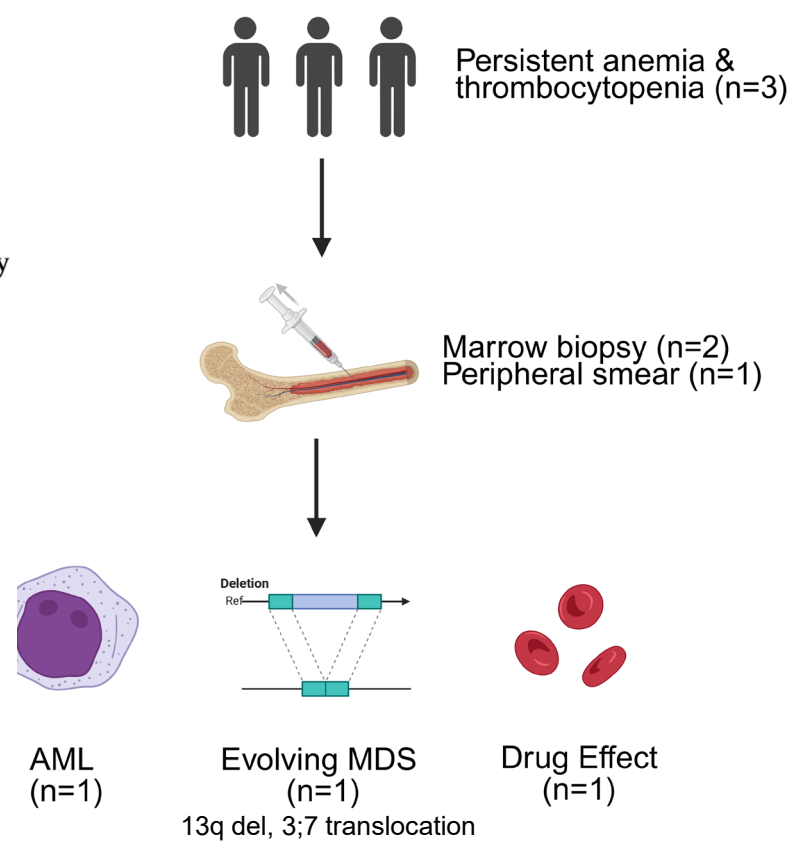 Persistent anemia &
thrombocytopenia (n=3)
y
Marrow biopsy (n=2)
Peripheral smear (n=1)
Deletion
Ref
AML
(n=1)
Evolving MDS
(n=1)
13q del, 3;7 translocation
Drug Effect
(n=1)